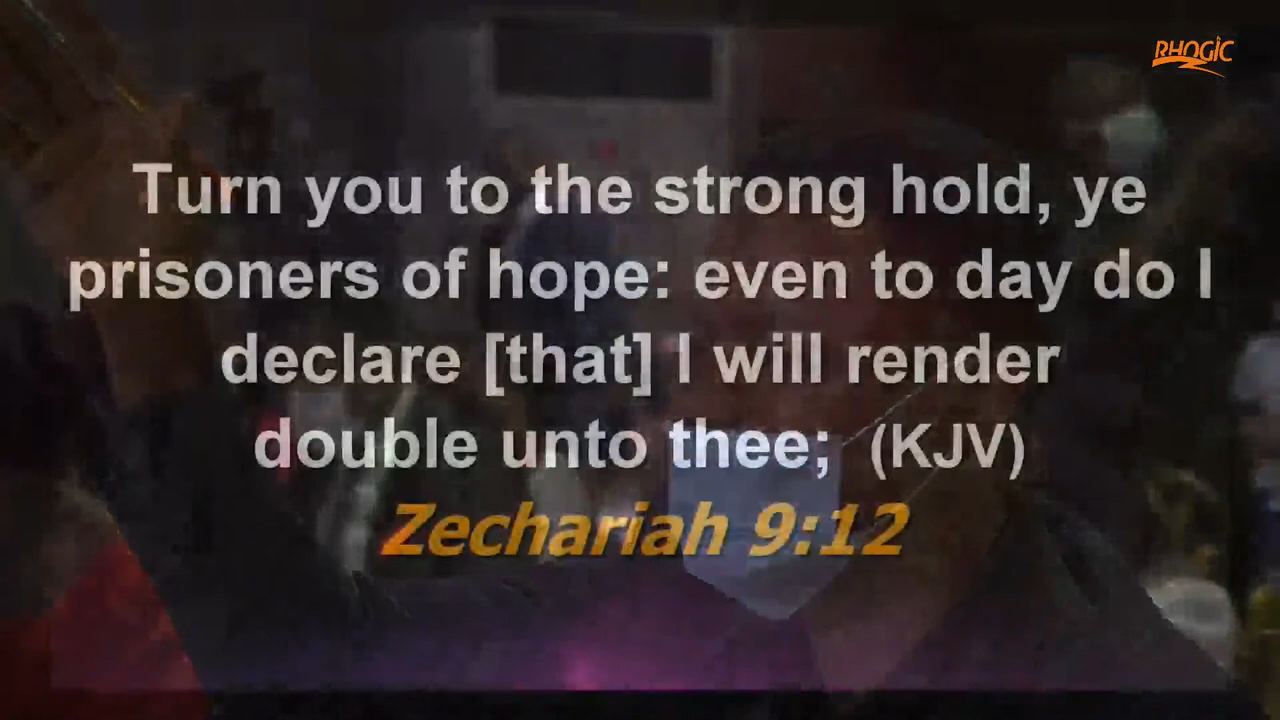 RHOGIC
Turn you to the strong hold, ye
prisoners of hope: even to day do I
declare [that] I will render
double unto thee; (KJV)
Zechariah 9:12